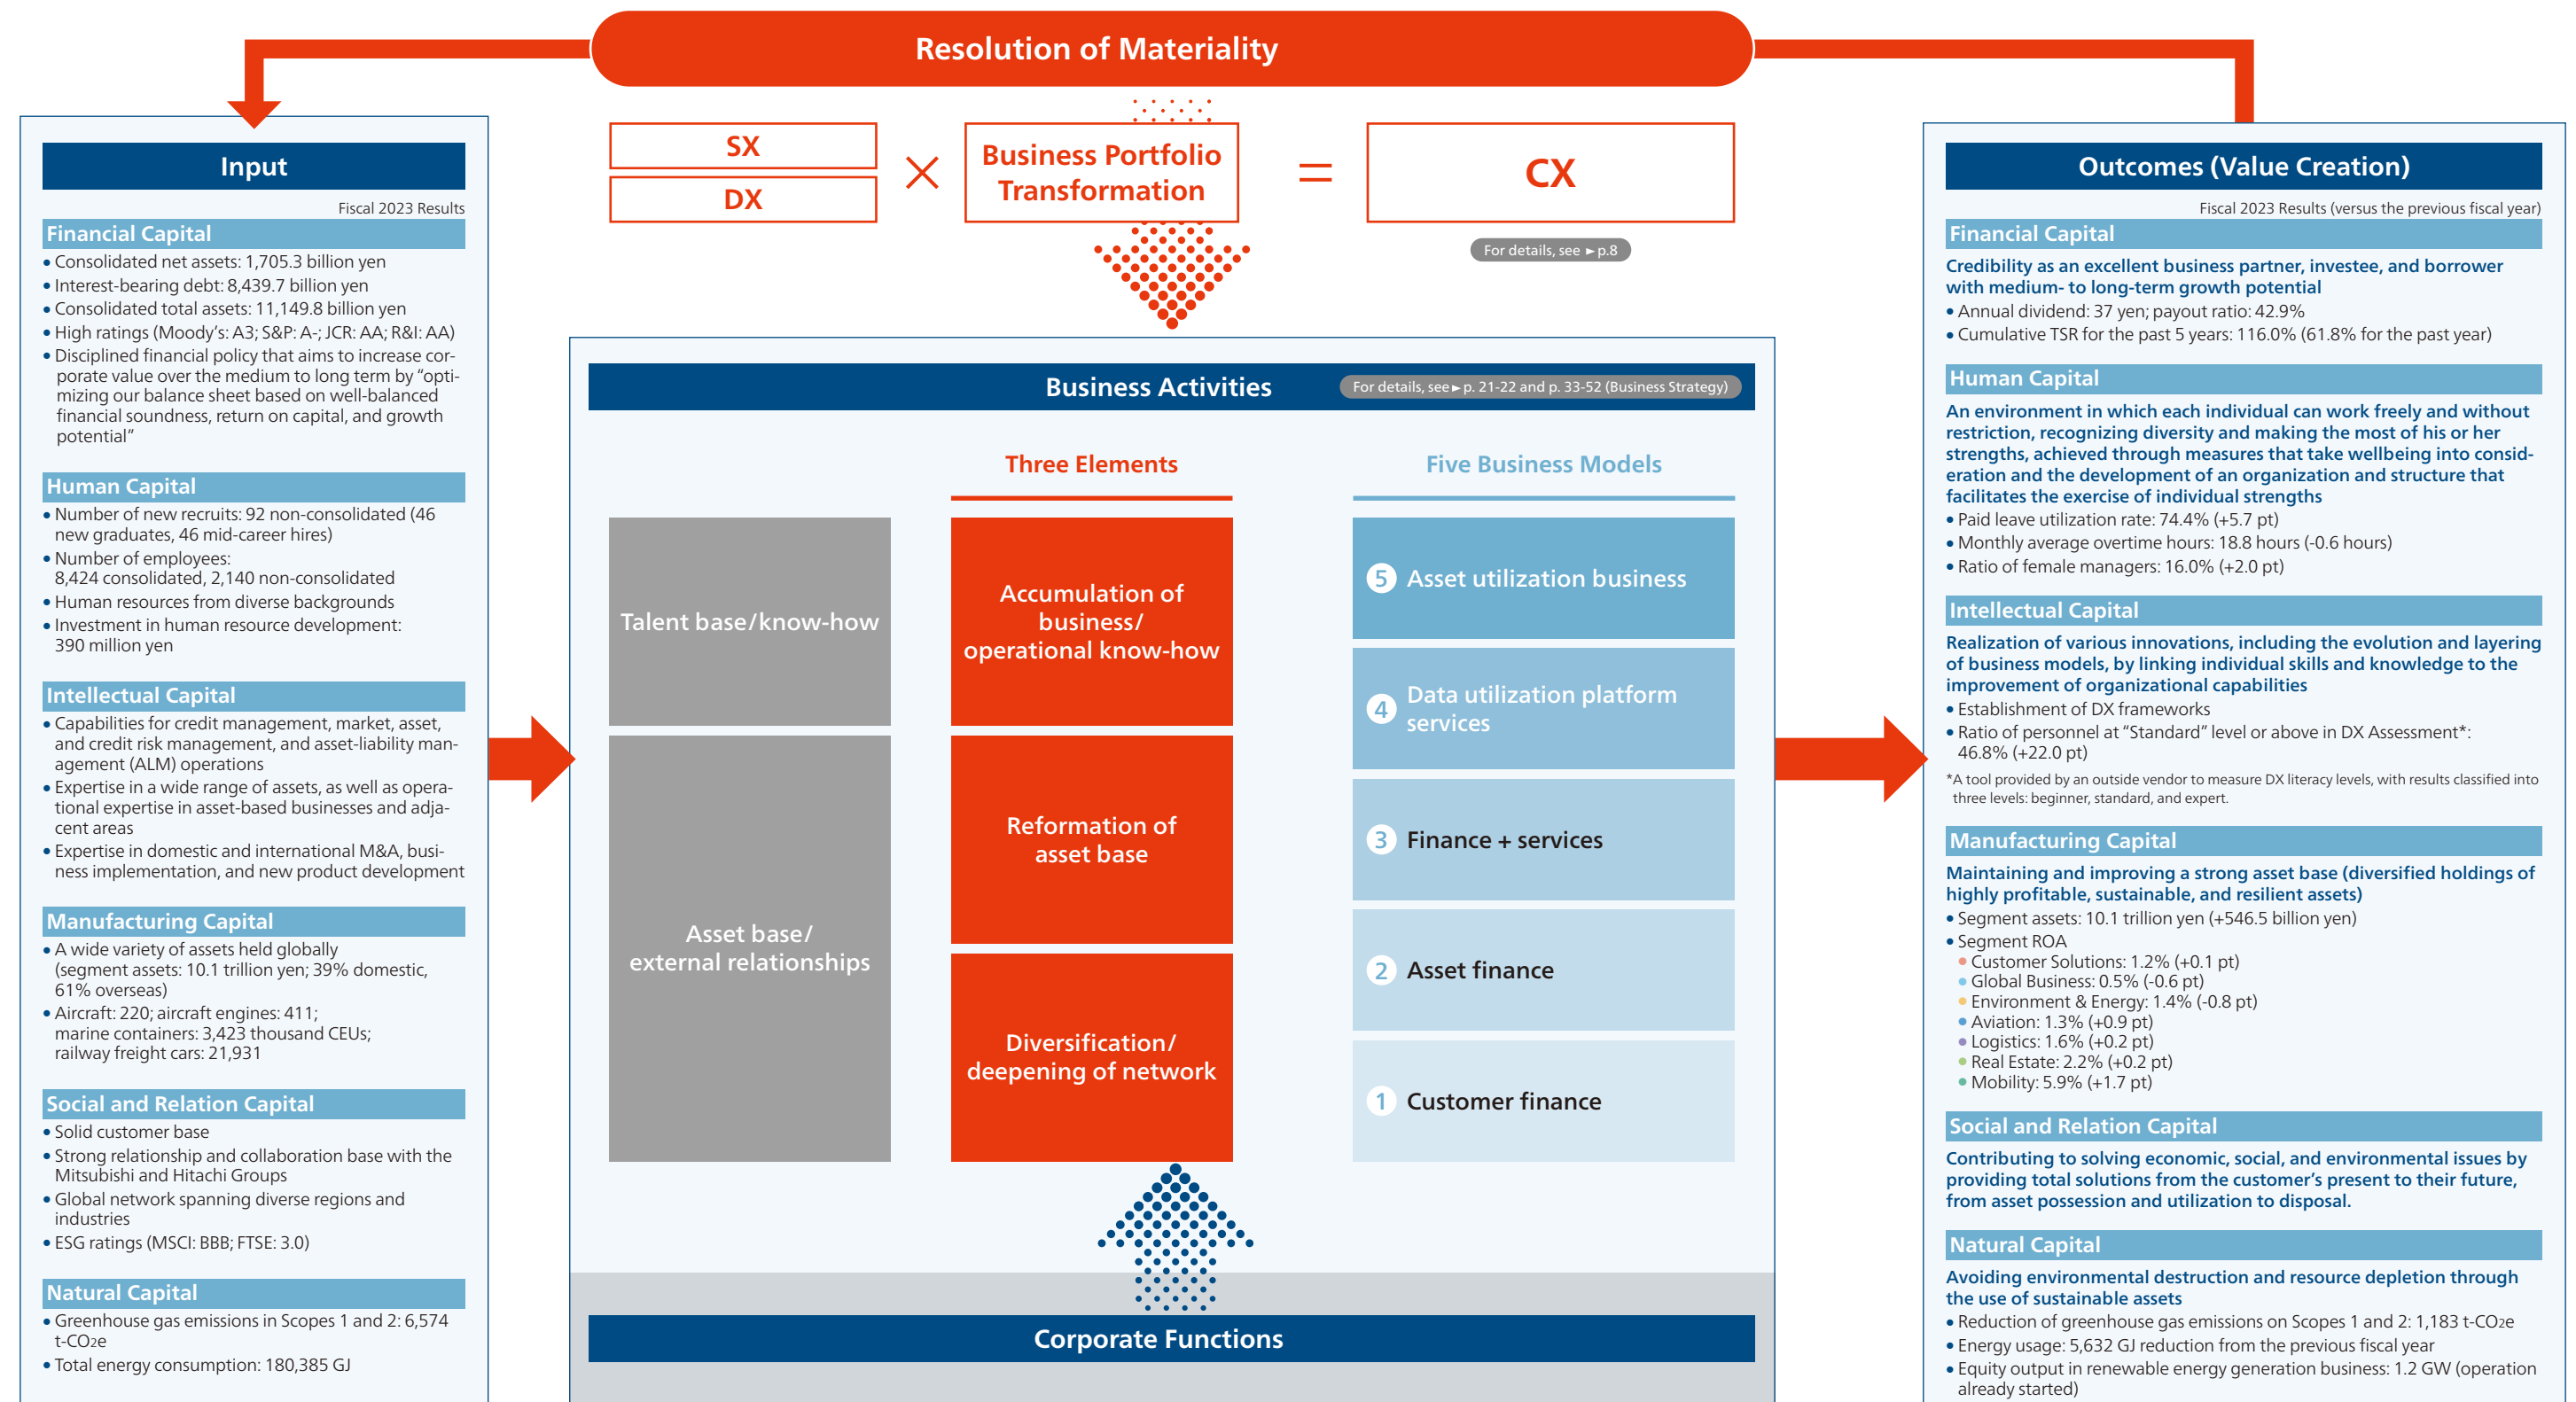 Resolution of Materiality
SX
DX
×
Business Portfolio
Transformation
=
CX
For details, see ►p.8
Input
Fiscal 2023 Results
Financial Capital
• Consolidated net assets: 1,705.3 billion yen
• Interest-bearing debt: 8,439.7 billion yen
• Consolidated total assets: 11,149.8 billion yen
• High ratings (Moody's: A3; S&P: A-; JCR: AA; R&I: AA)
• Disciplined financial policy that aims to increase cor-
porate value over the medium to long term by “opti-
mizing our balance sheet based on well-balanced
financial soundness, return on capital, and growth
potential”
Human Capital
• Number of new recruits: 92 non-consolidated (46
new graduates, 46 mid-career hires)
• Number of employees:
8,424 consolidated, 2,140 non-consolidated
• Human resources from diverse backgrounds
• Investment in human resource development:
390 million yen
Intellectual Capital
• Capabilities for credit management, market, asset,
and credit risk management, and asset-liability man-
agement (ALM) operations
• Expertise in a wide range of assets, as well as opera-
tional expertise in asset-based businesses and adja-
cent areas
• Expertise in domestic and international M&A, busi-
ness implementation, and new product development
Manufacturing Capital
• A wide variety of assets held globally
(segment assets: 10.1 trillion yen; 39% domestic,
61% overseas)
• Aircraft: 220; aircraft engines: 411;
marine containers: 3,423 thousand CEUs;
railway freight cars: 21,931
Social and Relation Capital
• Solid customer base
• Strong relationship and collaboration base with the
Mitsubishi and Hitachi Groups
• Global network spanning diverse regions and
industries
• ESG ratings (MSCI: BBB; FTSE: 3.0)
Natural Capital
• Greenhouse gas emissions in Scopes 1 and 2: 6,574
t-CO2e
• Total energy consumption: 180,385 GJ
Business Activities
For details, see ► p. 21-22 and p. 33-52 (Business Strategy)
Talent base/know-how
Asset base/
external relationships
Three Elements
Accumulation of
business/
operational know-how
Reformation of
asset base
Diversification/
deepening of network
Five Business Models
5 Asset utilization business
4 Data utilization platform
services
3 Finance + services
2 Asset finance
1 Customer finance
Corporate Functions
Outcomes (Value Creation)
Fiscal 2023 Results (versus the previous fiscal year)
Financial Capital
Credibility as an excellent business partner, investee, and borrower
with medium- to long-term growth potential
• Annual dividend: 37 yen; payout ratio: 42.9%
• Cumulative TSR for the past 5 years: 116.0% (61.8% for the past year)
Human Capital
An environment in which each individual can work freely and without
restriction, recognizing diversity and making the most of his or her
strengths, achieved through measures that take wellbeing into consid-
eration and the development of an organization and structure that
facilitates the exercise of individual strengths
• Paid leave utilization rate: 74.4% (+5.7 pt)
• Monthly average overtime hours: 18.8 hours (-0.6 hours)
• Ratio of female managers: 16.0% (+2.0 pt)
Intellectual Capital
Realization of various innovations, including the evolution and layering
of business models, by linking individual skills and knowledge to the
improvement of organizational capabilities
• Establishment of DX frameworks
• Ratio of personnel at “Standard” level or above in DX Assessment*:
46.8% (+22.0 pt)
*A tool provided by an outside vendor to measure DX literacy levels, with results classified into
three levels: beginner, standard, and expert.
Manufacturing Capital
Maintaining and improving a strong asset base (diversified holdings of
highly profitable, sustainable, and resilient assets)
• Segment assets: 10.1 trillion yen (+546.5 billion yen)
• Segment ROA
• Customer Solutions: 1.2% (+0.1 pt)
• Global Business: 0.5% (-0.6 pt)
• Environment & Energy: 1.4% (-0.8 pt)
• Aviation: 1.3% (+0.9 pt)
• Logistics: 1.6% (+0.2 pt)
• Real Estate: 2.2% (+0.2 pt)
• Mobility: 5.9% (+1.7 pt)
Social and Relation Capital
Contributing to solving economic, social, and environmental issues by
providing total solutions from the customer's present to their future,
from asset possession and utilization to disposal.
Natural Capital
Avoiding environmental destruction and resource depletion through
the use of sustainable assets
• Reduction of greenhouse gas emissions on Scopes 1 and 2: 1,183 t-CO2e
• Energy usage: 5,632 GJ reduction from the previous fiscal year
• Equity output in renewable energy generation business: 1.2 GW (operation
already started)